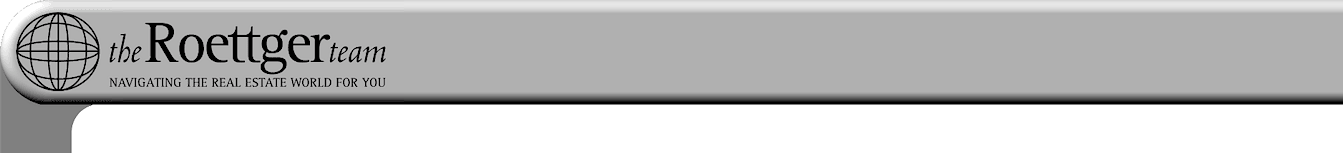 the Roettger team
NAVIGATING THE REAL ESTATE WORLD FOR YOU